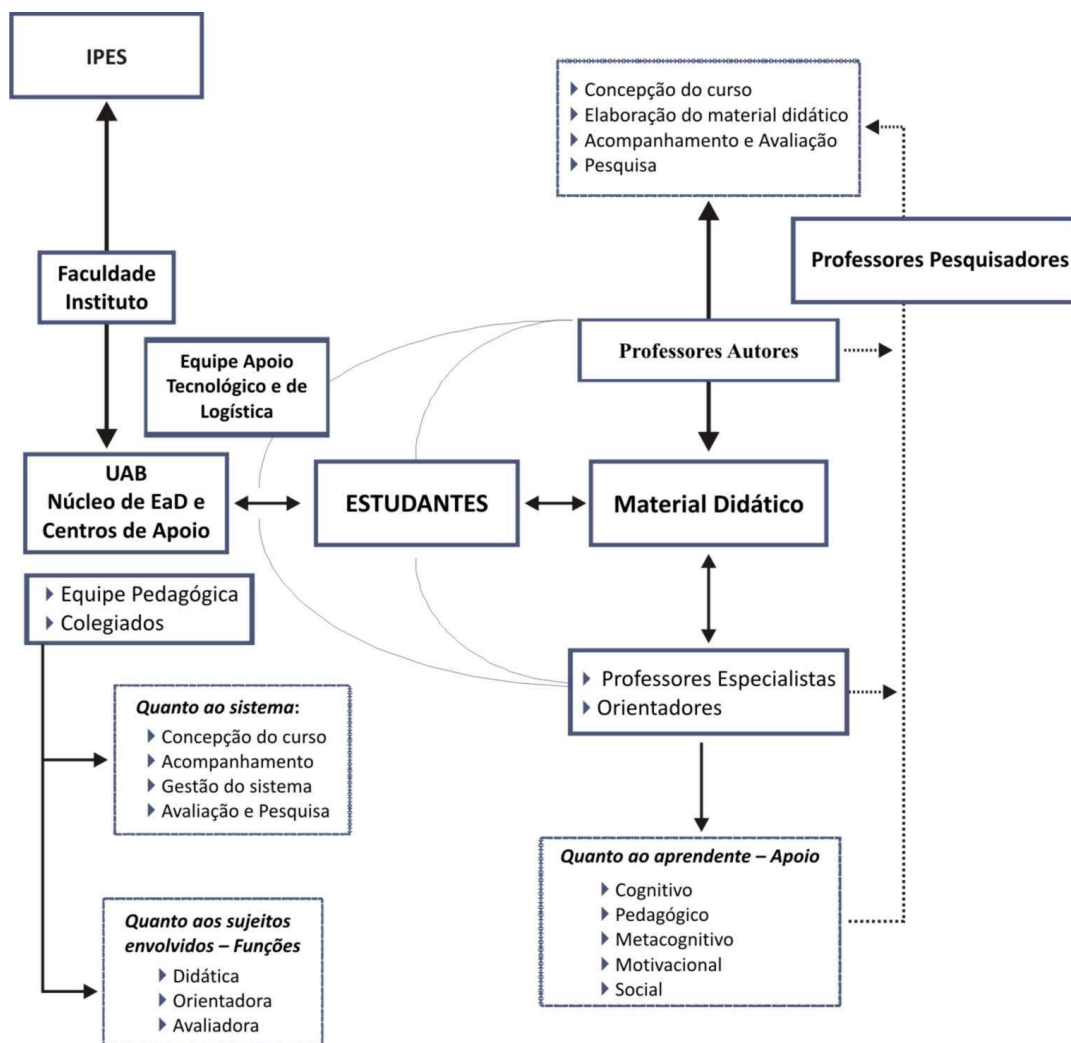 IPES
Concepção do curso
Elaboração do material didático
Acompanhamento e Avaliação
Pesquisa
Professores Pesquisadores
Faculdade
Instituto
Equipe Apoio
Tecnológico e de
Logística
Professores Autores
UAB
Núcleo de EaD e
Centros de Apoio
ESTUDANTES
Material Didático
Equipe Pedagógica
Colegiados
Professores Especialistas
Orientadores
Quanto ao sistema:
Concepção do curso
Acompanhamento
Gestão do sistema
Avaliação e Pesquisa
Quanto ao aprendente – Apoio
Cognitivo
Pedagógico
Metacognitivo
Motivacional
Social
Quanto aos sujeitos
envolvidos – Funções
Didática
Orientadora
Avaliadora